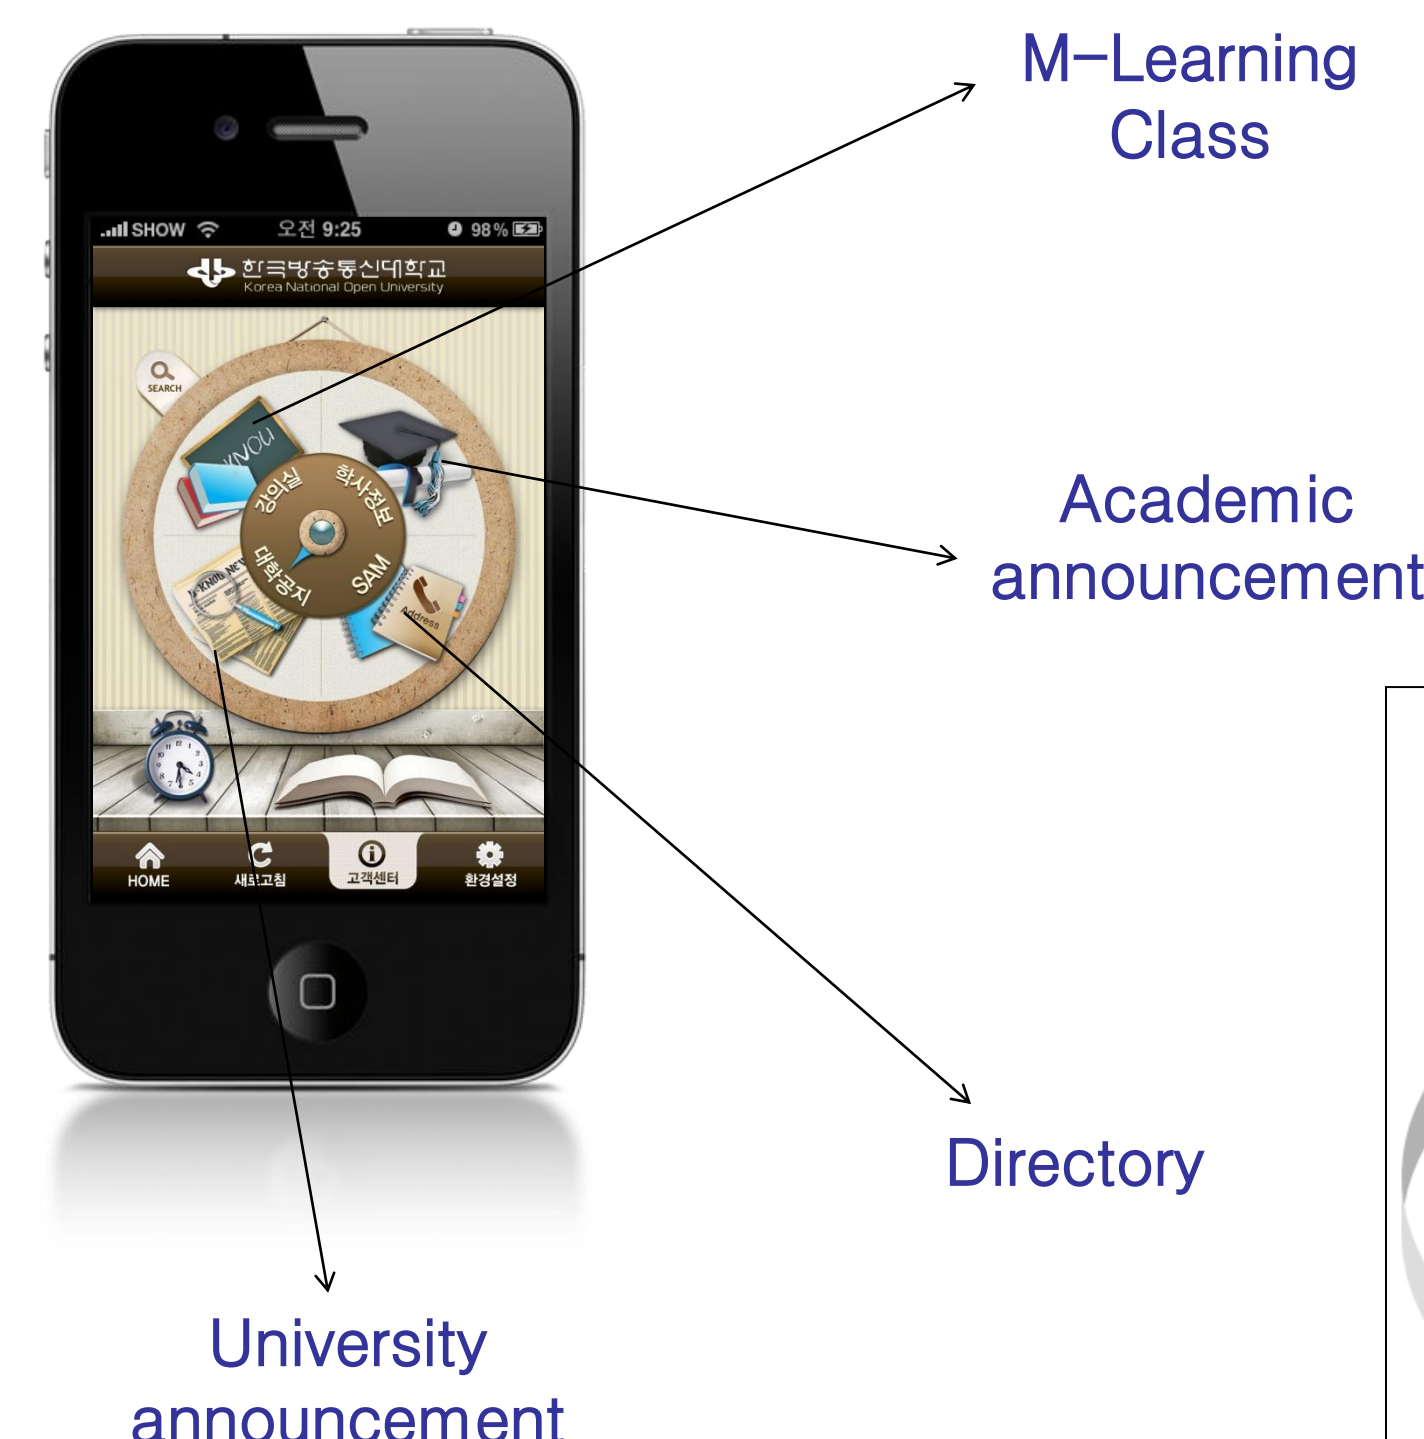 M-Learning
Class
SHOW 오전 9:25 98%
한국방송통신대학교
Korea National Open University
SEARCH
KNOU
강의실
학사정보
대학공지
SAM
Address
HOME
새로고침
고객센터
환경설정
Academic
announcement
Directory
University
announcement